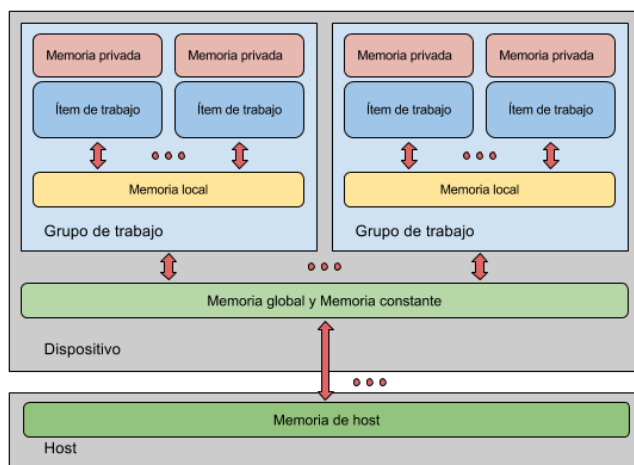 Memoria privada Memoria privada Memoria privada Memoria privada
Ítem de trabajo Ítem de trabajo Ítem de trabajo Ítem de trabajo
Memoria local Memoria local
Grupo de trabajo Grupo de trabajo
Memoria global y Memoria constante
Dispositivo
Memoria de host
Host